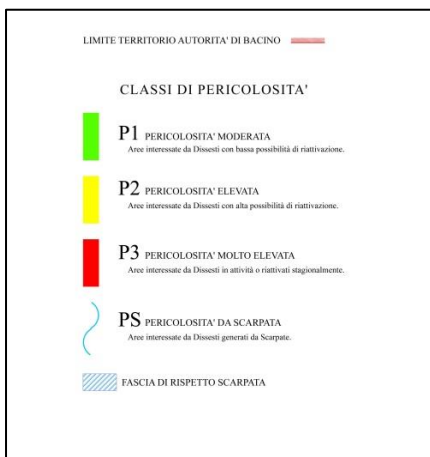 LIMITE TERRITORIO AUTORITA' DI BACINO
CLASSI DI PERICOLOSITA'
P1 PERICOLOSITA' MODERATA
Aree interessate da Dissesti con bassa possibilità di riattivazione.
P2 PERICOLOSITA' ELEVATA
Aree interessate da Dissesti con alta possibilità di riattivazione.
P3 PERICOLOSITA' MOLTO ELEVATA
Aree interessate da Dissesti in attività o riattivati stagionalmente.
PS PERICOLOSITA' DA SCARPATA
Aree interessate da Dissesti generati da Scarpate.
FASCIA DI RISPETTO SCARPATA